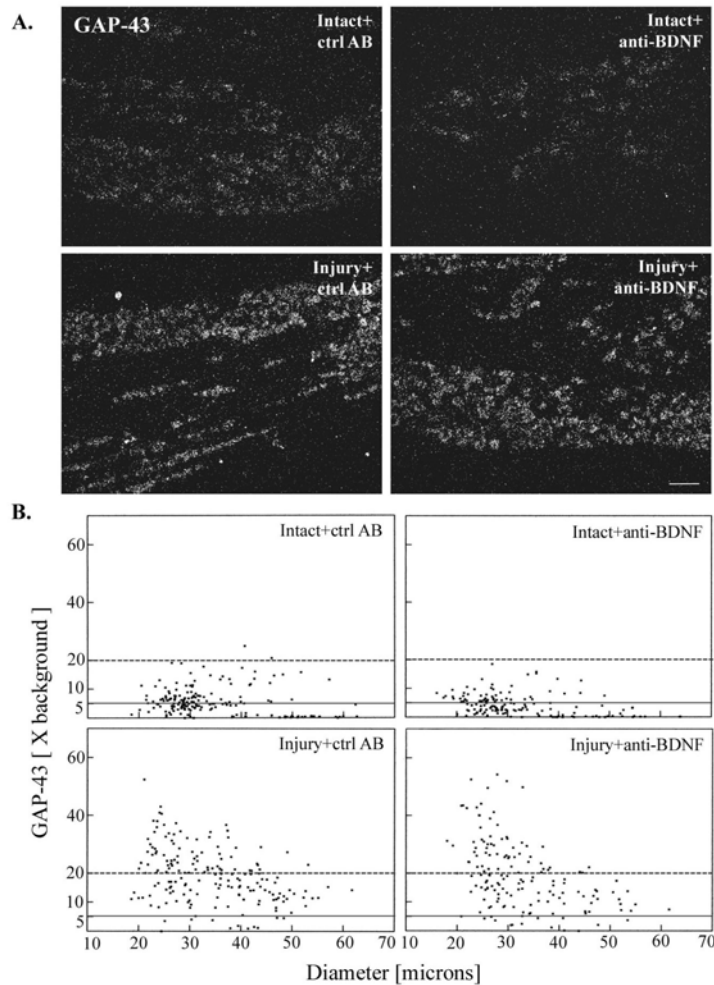 A.
GAP-43
Intact+
ctrl AB
Intact+
anti-BDNF
Injury+
ctrl AB
Injury+
anti-BDNF
B.
GAP-43 [ X background ]
60
40
20
10
5
Intact+ctrl AB
Intact+anti-BDNF
60
40
20
10
5
Injury+ctrl AB
Injury+anti-BDNF
10 20 30 40 50 60 70
10 20 30 40 50 60 70
Diameter [microns]